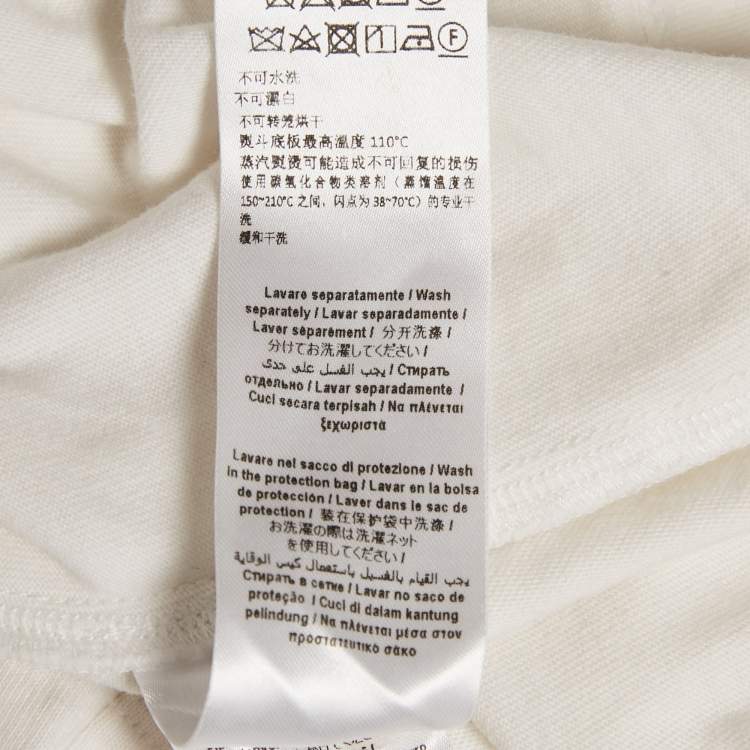 F
不可水洗
不可漂白
不可转笼烘干
熨斗底板最高温度 110°C
蒸汽熨烫可能造成不可回复的损伤
使用碳氢化合物类溶剂（蒸馏温度在
150~210°C 之间，闪点为 38~70°C）的专业干
洗
缓和干洗
Lavare separatamente / Wash
separately / Lavar separadamente /
Laver séparément / 分开洗涤 /
分けてお洗濯してください /
يجب الغسل على حدى / Стирать
отдельно / Lavar separadamente /
Cuci secara terpisah / Να πλένεται
ξεχωριστά
Lavare nel sacco di protezione / Wash
in the protection bag / Lavar en la bolsa
de protección / Laver dans le sac de
protection / 装在保护袋中洗涤 /
お洗濯の際は洗濯ネット
を使用してください /
يجب القيام بالغسيل باستعمال كيس الوقاية
Стирать в сетке / Lavar no saco de
proteção / Cuci di dalam kantung
pelindung / Να πλένεται μέσα στον
προστατευτικό σάκο